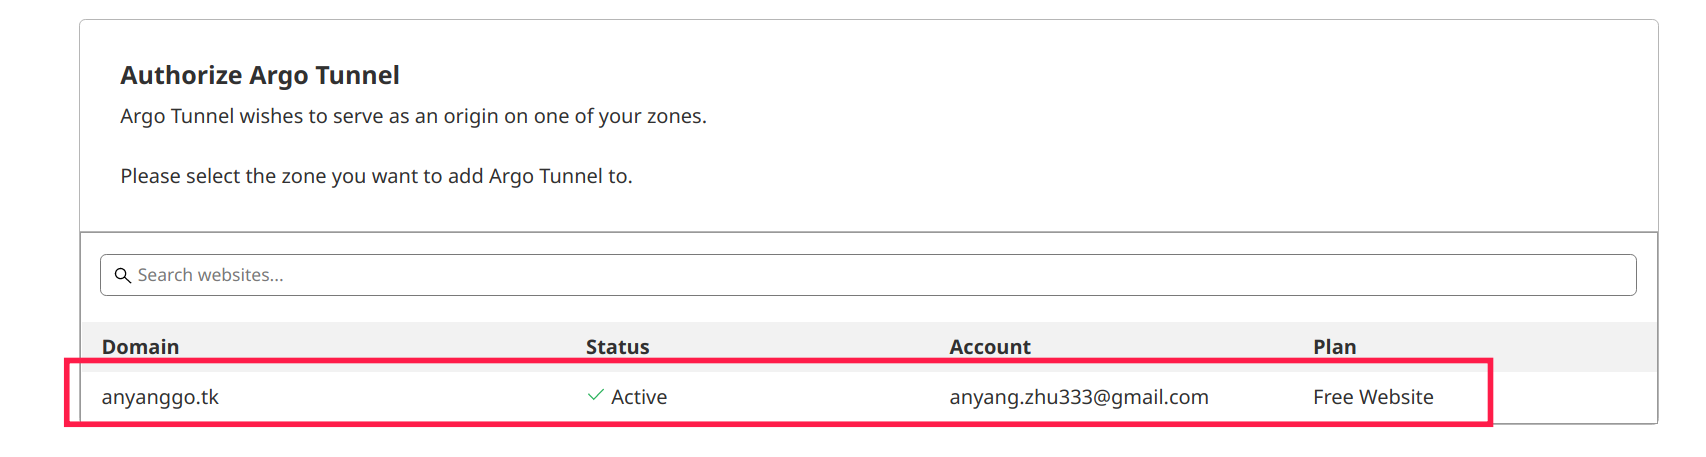 Authorize Argo Tunnel
Argo Tunnel wishes to serve as an origin on one of your zones.
Please select the zone you want to add Argo Tunnel to.
Search websites...
Domain Status Account Plan
anyanggo.tk Active anyang.zhu333@gmail.com Free Website